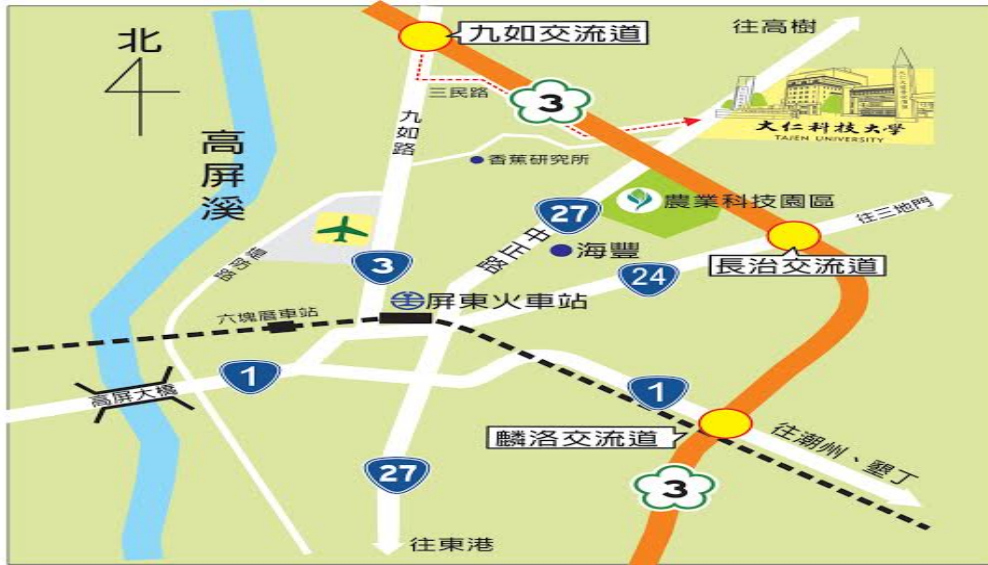 九如交流道
往高樹
北
三民路
3
大仁科技大學
TAJEN UNIVERSITY
九如路
香蕉研究所
高屏溪
27
農業科技園區
往三地門
中正路
海豐
堤防路
3
24
長治交流道
屏東火車站
六塊厝車站
1
1
高屏大橋
麟洛交流道
往潮州、墾丁
27
3
往東港